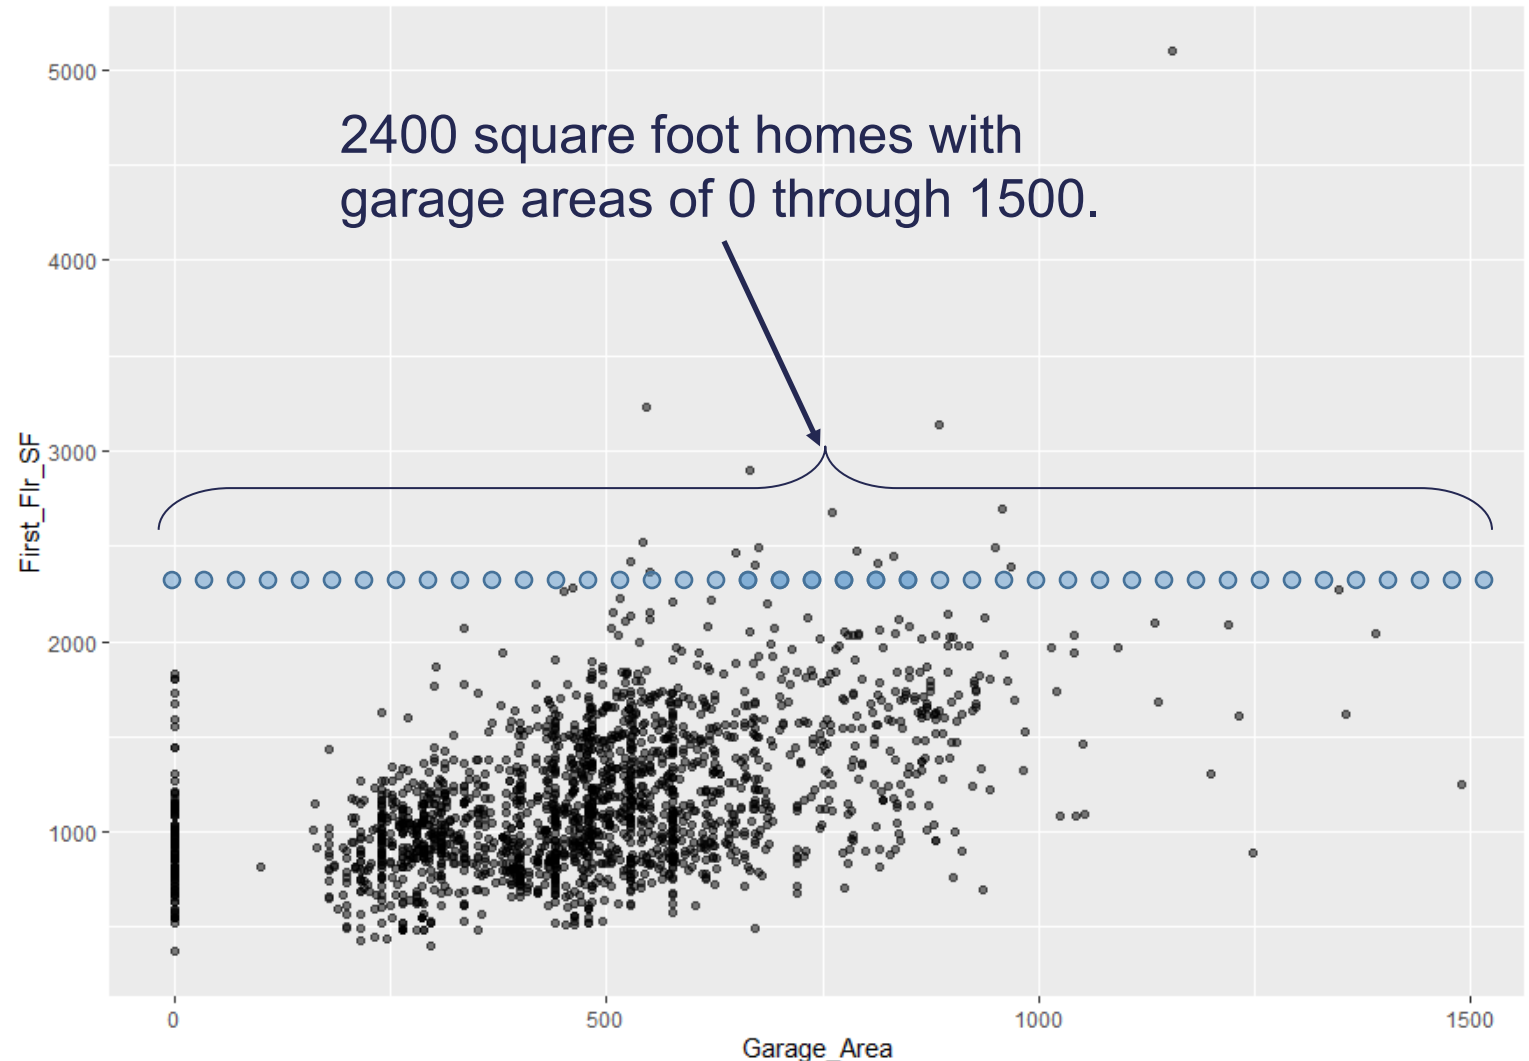 5000
2400 square foot homes with
garage areas of 0 through 1500.
4000
3000
First_Flr_SF
2000
1000
0 500 1000 1500
Garage_Area